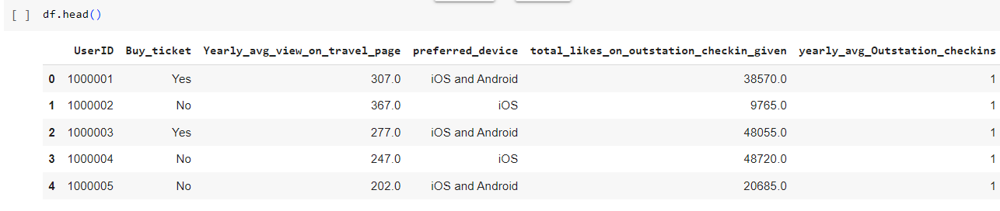 [ ] df.head()
UserID Buy_ticket Yearly_avg_view_on_travel_page preferred_device total_likes_on_outstation_checkin_given yearly_avg_Outstation_checkins
0 1000001 Yes 307.0 iOS and Android 38570.0 1
1 1000002 No 367.0 iOS 9765.0 1
2 1000003 Yes 277.0 iOS and Android 48055.0 1
3 1000004 No 247.0 iOS 48720.0 1
4 1000005 No 202.0 iOS and Android 20685.0 1